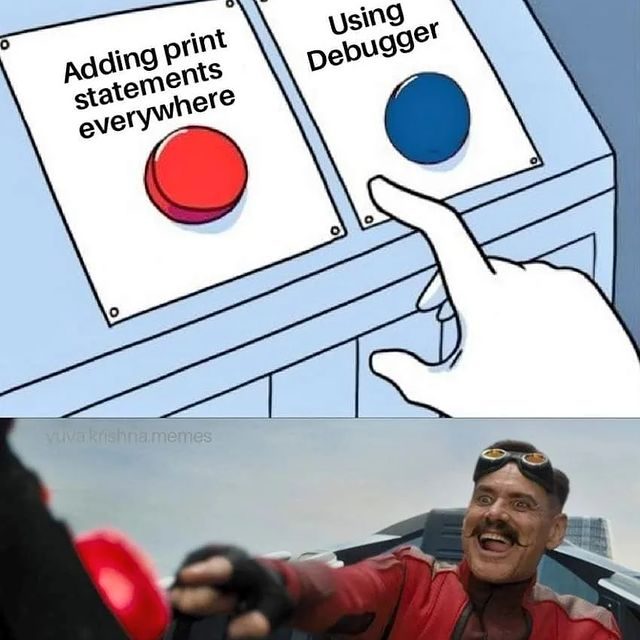 Adding print
statements
everywhere
Using
Debugger
yuva krishna.memes